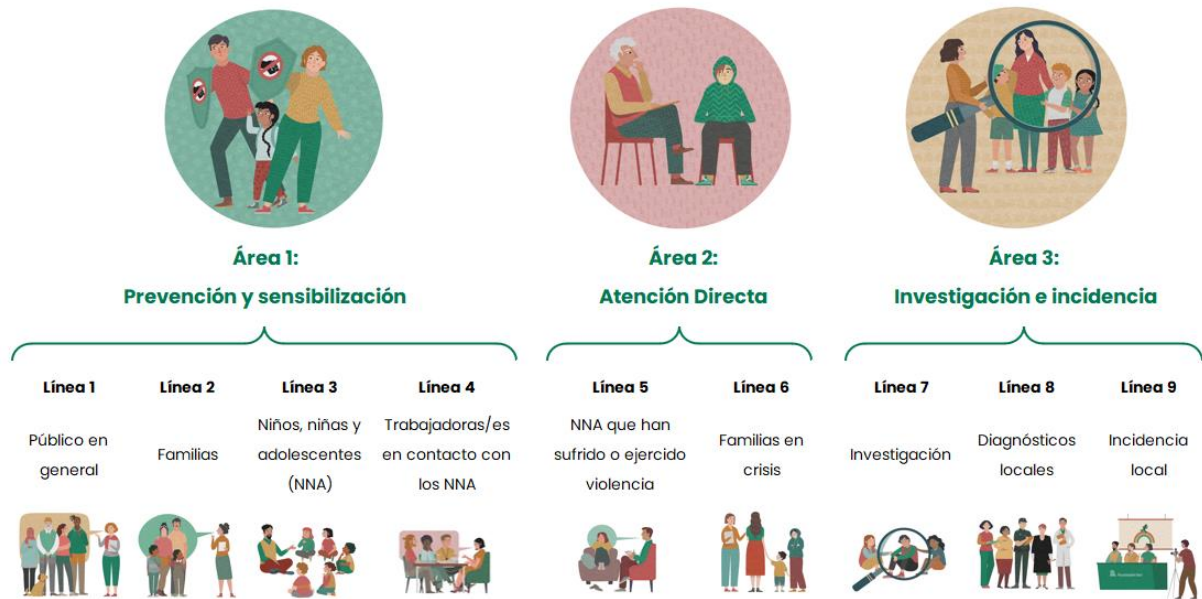 Área 1:
Prevención y sensibilización
Área 2:
Atención Directa
Área 3:
Investigación e incidencia
Línea 1
Público en
general
Línea 2
Familias
Línea 3
Niños, niñas y
adolescentes
(NNA)
Línea 4
Trabajadoras/es
en contacto con
los NNA
Línea 5
NNA que han
sufrido o ejercido
violencia
Línea 6
Familias en
crisis
Línea 7
Investigación
Línea 8
Diagnósticos
locales
Línea 9
Incidencia
local